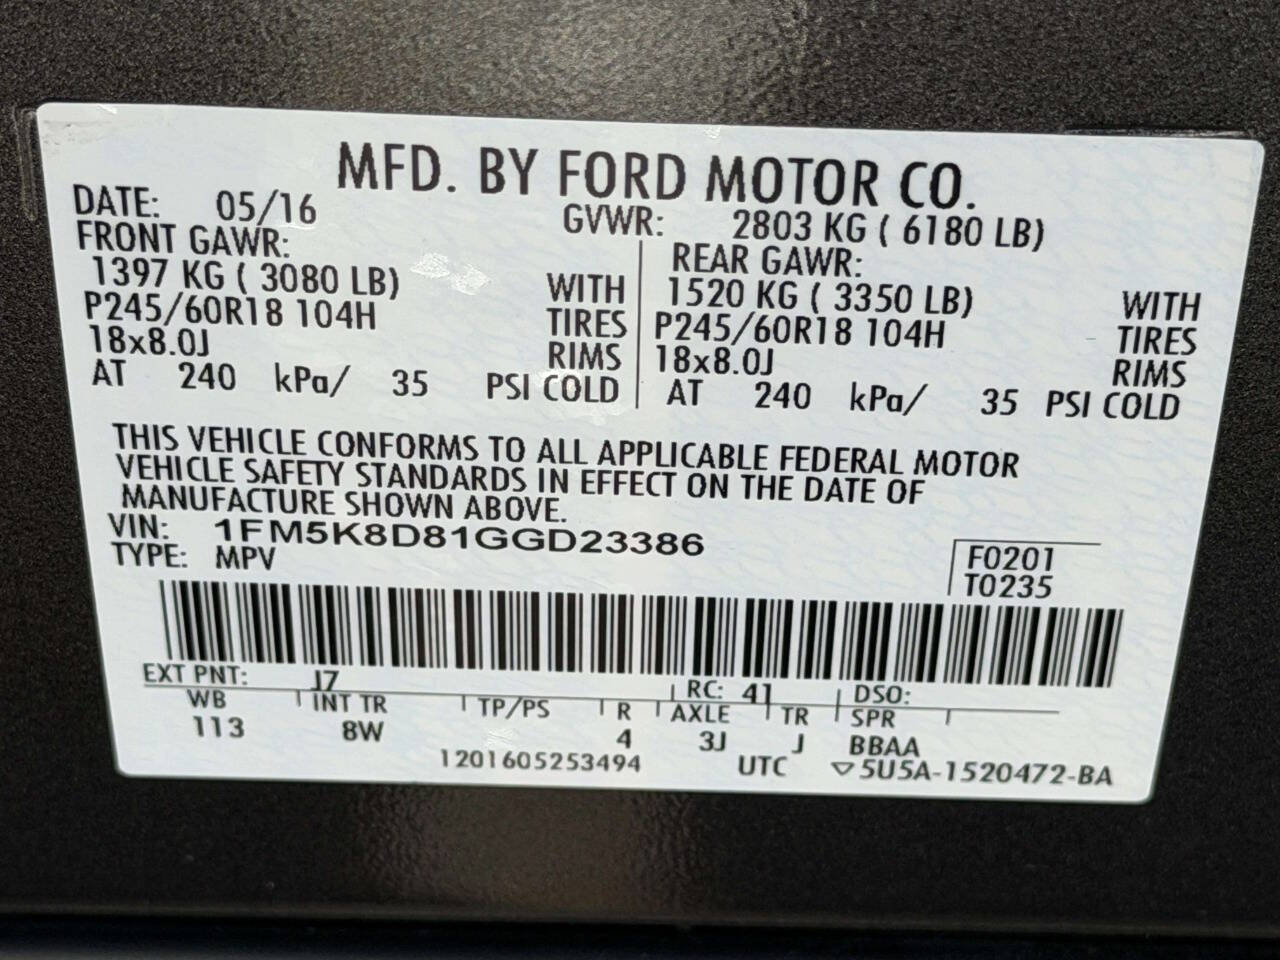 MFD. BY FORD MOTOR CO.
DATE: 05/16 GVWR: 2803 KG ( 6180 LB)
FRONT GAWR: REAR GAWR:
1397 KG ( 3080 LB) WITH 1520 KG ( 3350 LB) WITH
P245/60R18 104H TIRES P245/60R18 104H TIRES
18x8.0J RIMS 18x8.0J RIMS
AT 240 kPa/ 35 PSI COLD AT 240 kPa/ 35 PSI COLD
THIS VEHICLE CONFORMS TO ALL APPLICABLE FEDERAL MOTOR
VEHICLE SAFETY STANDARDS IN EFFECT ON THE DATE OF
MANUFACTURE SHOWN ABOVE.
VIN: 1FM5K8D81GGD23386
TYPE: MPV F0201
T0235
EXT PNT: J7 RC: 41 DSO:
WB INT TR TP/PS R AXLE TR SPR
113 8W 4 3J J BBAA
1201605253494 UTC ▽5U5A-1520472-BA